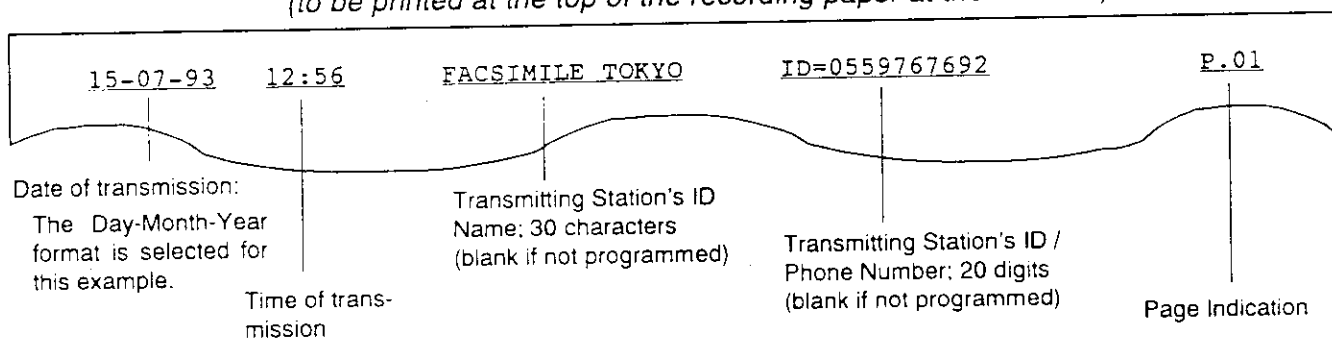 (to be printed at the top of the recording paper at the
15-07-93 12:56 FACSIMILE TOKYO ID=0559767692 P.01
Date of transmission:
The Day-Month-Year
format is selected for
this example.
Time of trans-
mission
Transmitting Station's ID
Name; 30 characters
(blank if not programmed)
Transmitting Station's ID /
Phone Number; 20 digits
(blank if not programmed)
Page Indication